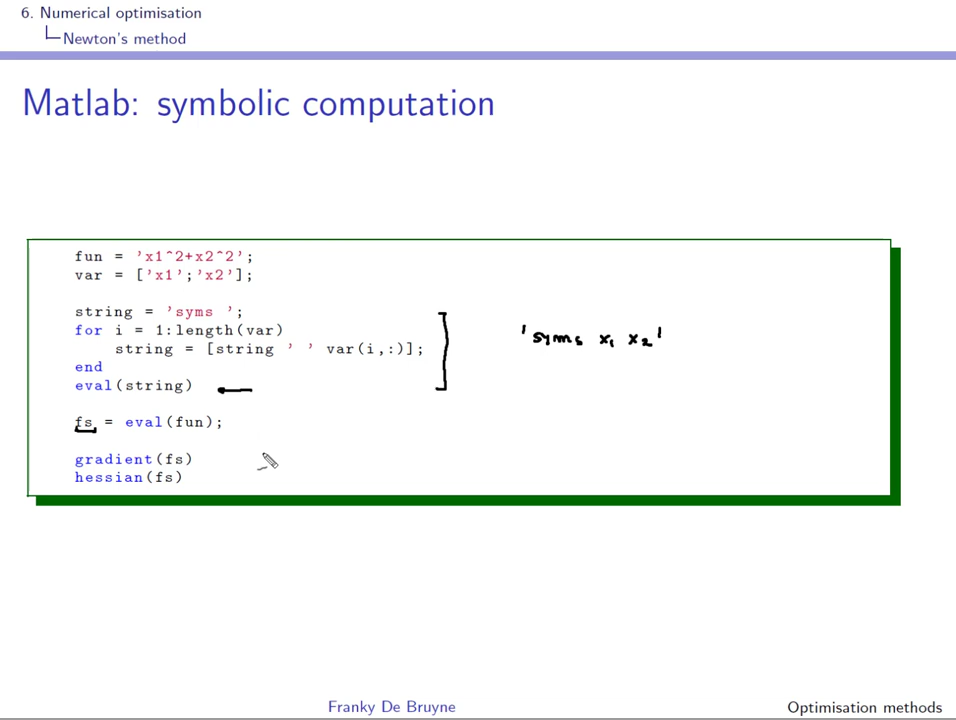 6. Numerical optimisation
Newton's method
Matlab: symbolic computation
fun = 'x1^2+x2^2';
var = ['x1';'x2'];
string = 'syms ';
for i = 1:length(var)
string = [string ' ' var(i,:)];
end
eval(string)
'syms x1 x2'
fs = eval(fun);
gradient(fs)
hessian(fs)
Franky De Bruyne
Optimisation methods